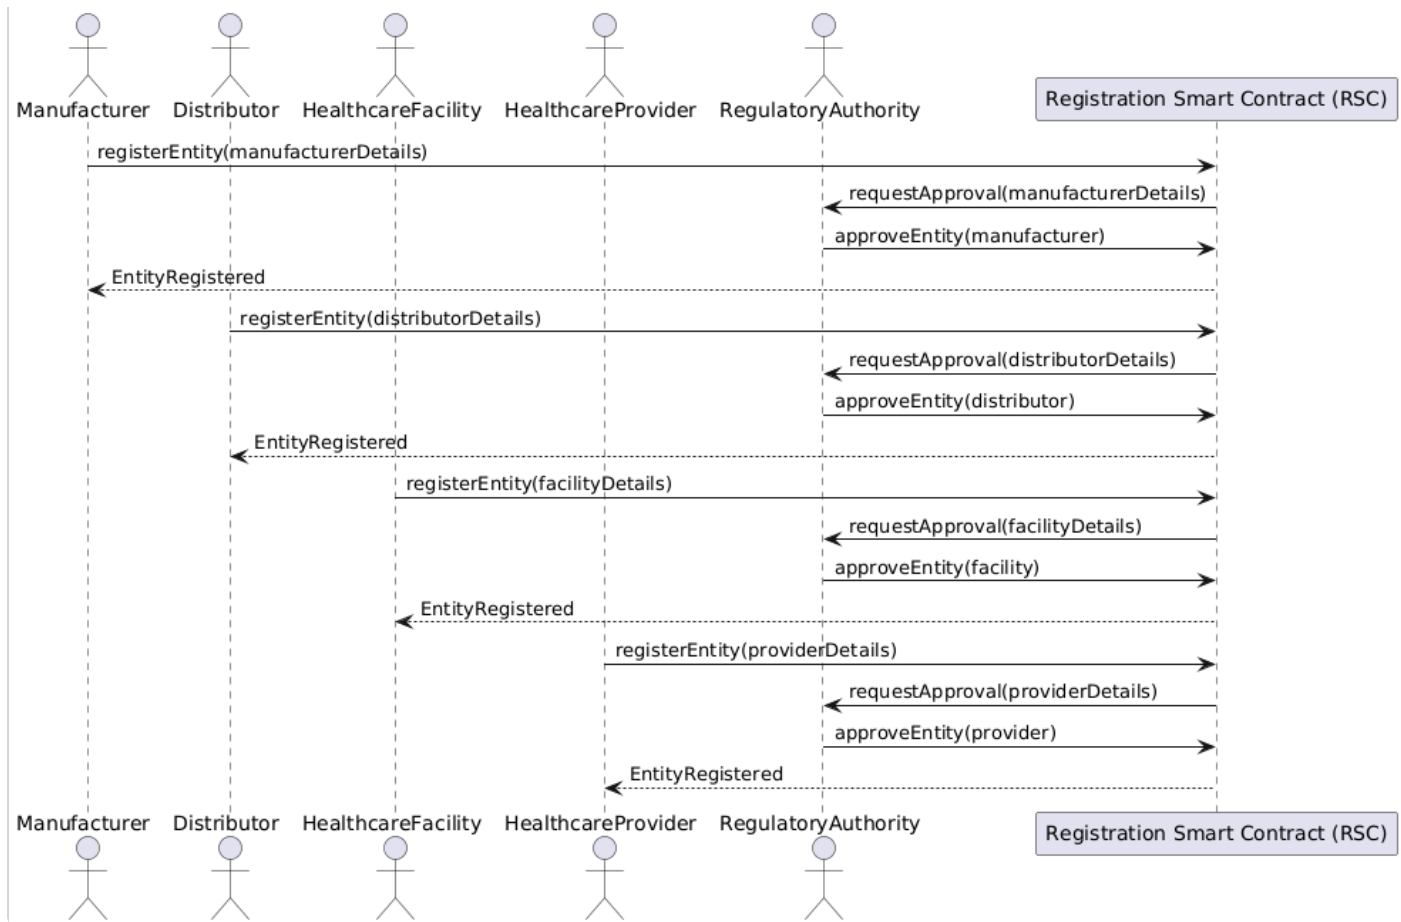 Manufacturer Distributor HealthcareFacility HealthcareProvider RegulatoryAuthority Registration Smart Contract (RSC)
registerEntity(manufacturerDetails)
requestApproval(manufacturerDetails)
approveEntity(manufacturer)
EntityRegistered
registerEntity(distributorDetails)
requestApproval(distributorDetails)
approveEntity(distributor)
EntityRegistered
registerEntity(facilityDetails)
requestApproval(facilityDetails)
approveEntity(facility)
EntityRegistered
registerEntity(providerDetails)
requestApproval(providerDetails)
approveEntity(provider)
EntityRegistered
Manufacturer Distributor HealthcareFacility HealthcareProvider RegulatoryAuthority Registration Smart Contract (RSC)